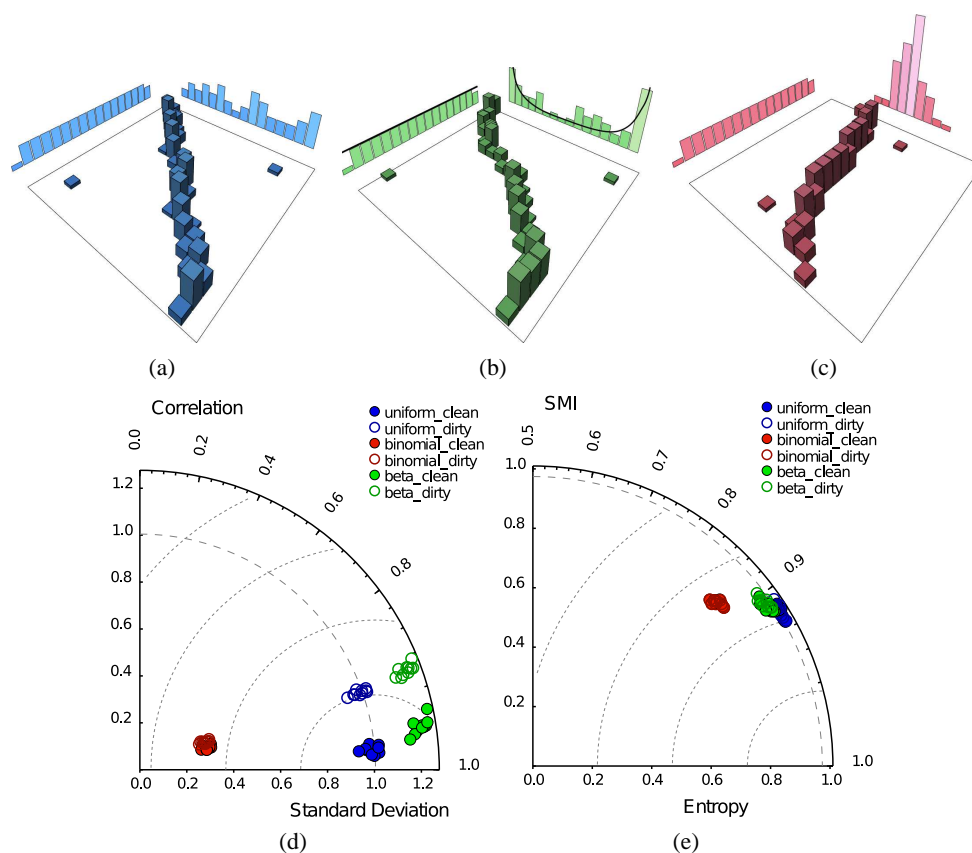 (a)
(b)
(c)
Correlation
uniform_clean
uniform_dirty
binomial_clean
binomial_dirty
beta_clean
beta_dirty
0.0
0.2
0.4
0.6
0.8
1.0
1.2
1.0
1.2
0.8
0.6
0.4
0.2
0.0 0.2 0.4 0.6 0.8 1.0 1.2
Standard Deviation
(d)
SMI
uniform_clean
uniform_dirty
binomial_clean
binomial_dirty
beta_clean
beta_dirty
0.5
0.6
0.7
0.8
0.9
1.0
1.0
0.8
0.8
0.6
0.4
0.2
0.0 0.2 0.4 0.6 0.8 1.0
Entropy
(e)